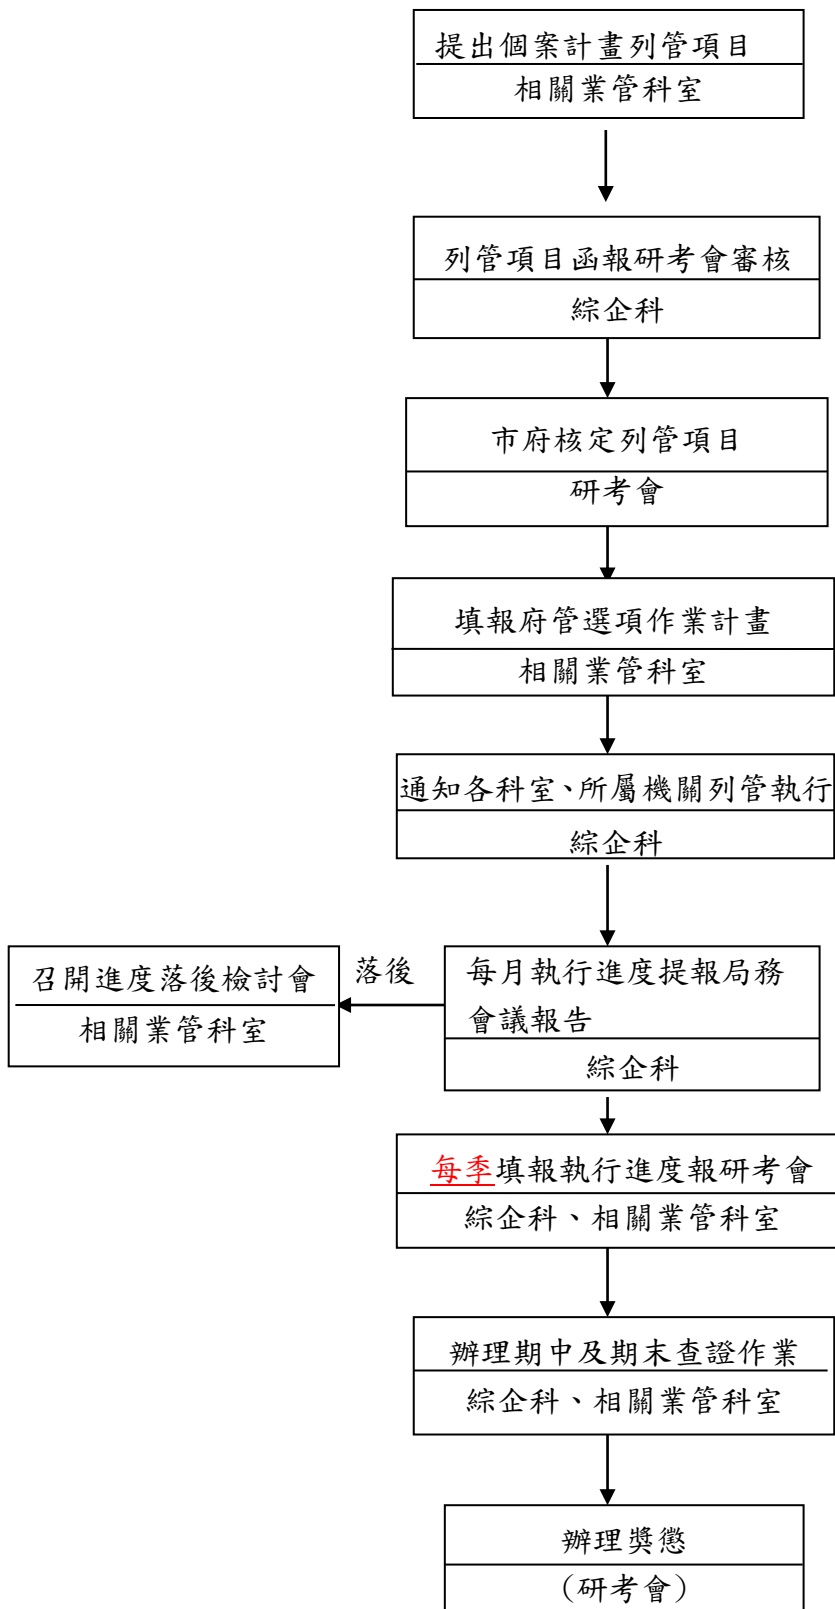 提出個案計畫列管項目
相關業管科室
列管項目函報研考會審核
綜企科
市府核定列管項目
研考會
填報府管選項作業計畫
相關業管科室
通知各科室、所屬機關列管執行
綜企科
召開進度落後檢討會
相關業管科室
落後
每月執行進度提報局務
會議報告
綜企科
每季填報執行進度報研考會
綜企科、相關業管科室
辦理期中及期末查證作業
綜企科、相關業管科室
辦理獎懲
(研考會)